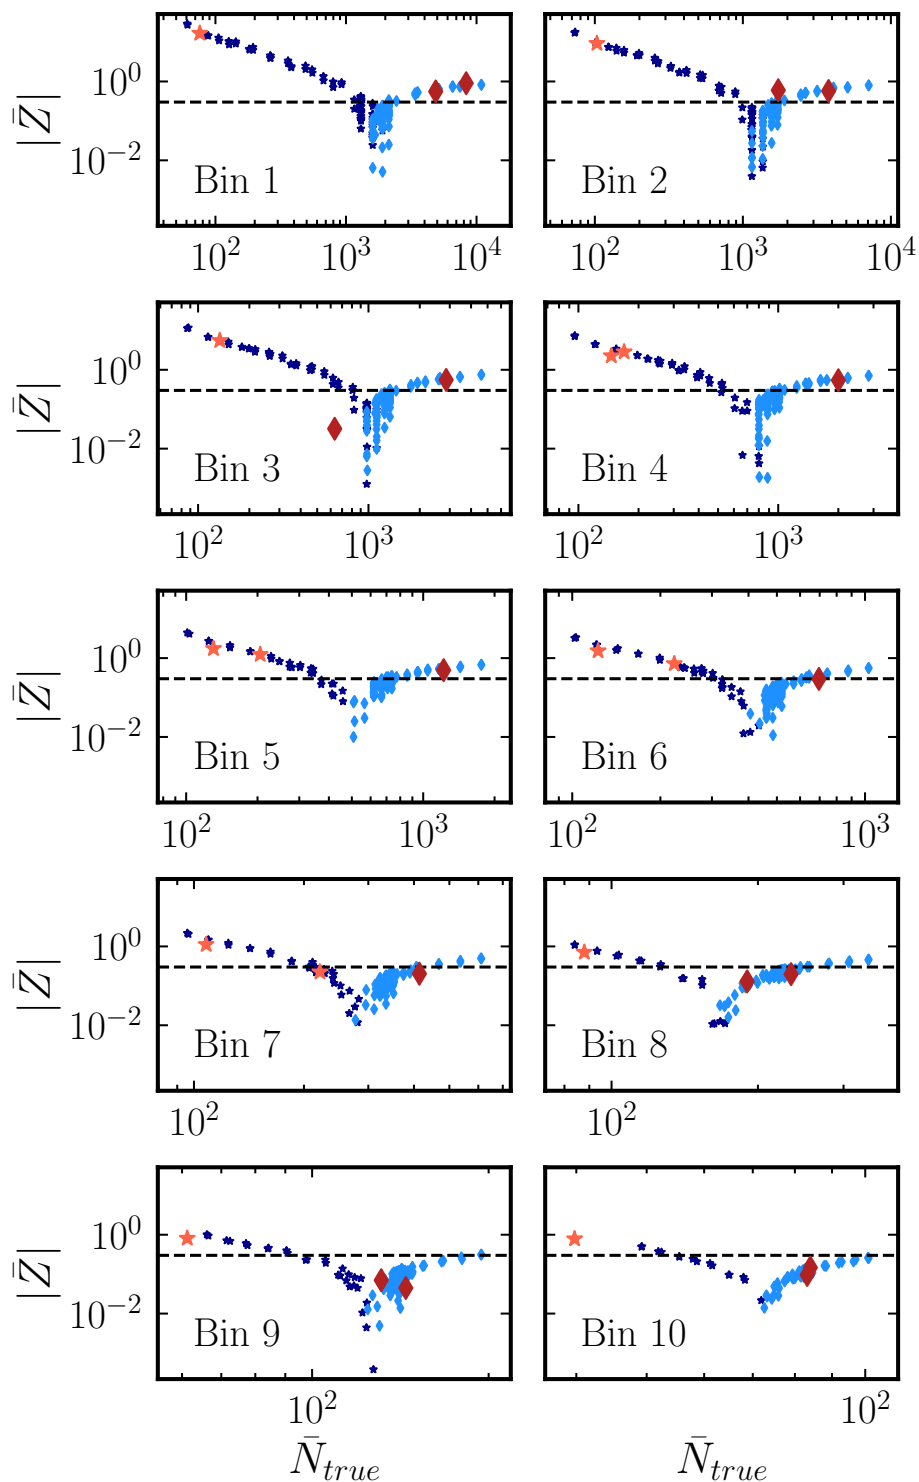 |Z̄|
10⁰
10⁻²
Bin 1
10² 10³ 10⁴
Bin 2
10² 10³ 10⁴
|Z̄|
10⁰
10⁻²
Bin 3
10² 10³
Bin 4
10² 10³
|Z̄|
10⁰
10⁻²
Bin 5
10² 10³
Bin 6
10² 10³
|Z̄|
10⁰
10⁻²
Bin 7
10²
Bin 8
10²
|Z̄|
10⁰
10⁻²
Bin 9
10²
Bin 10
10²
N̄_true
N̄_true